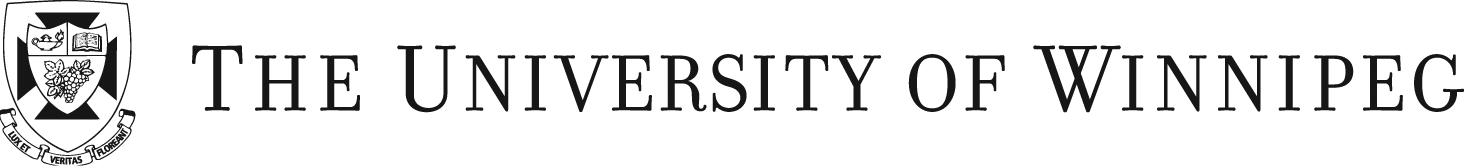 THE UNIVERSITY OF WINNIPEG
LUX ET VERITAS FLOREANT